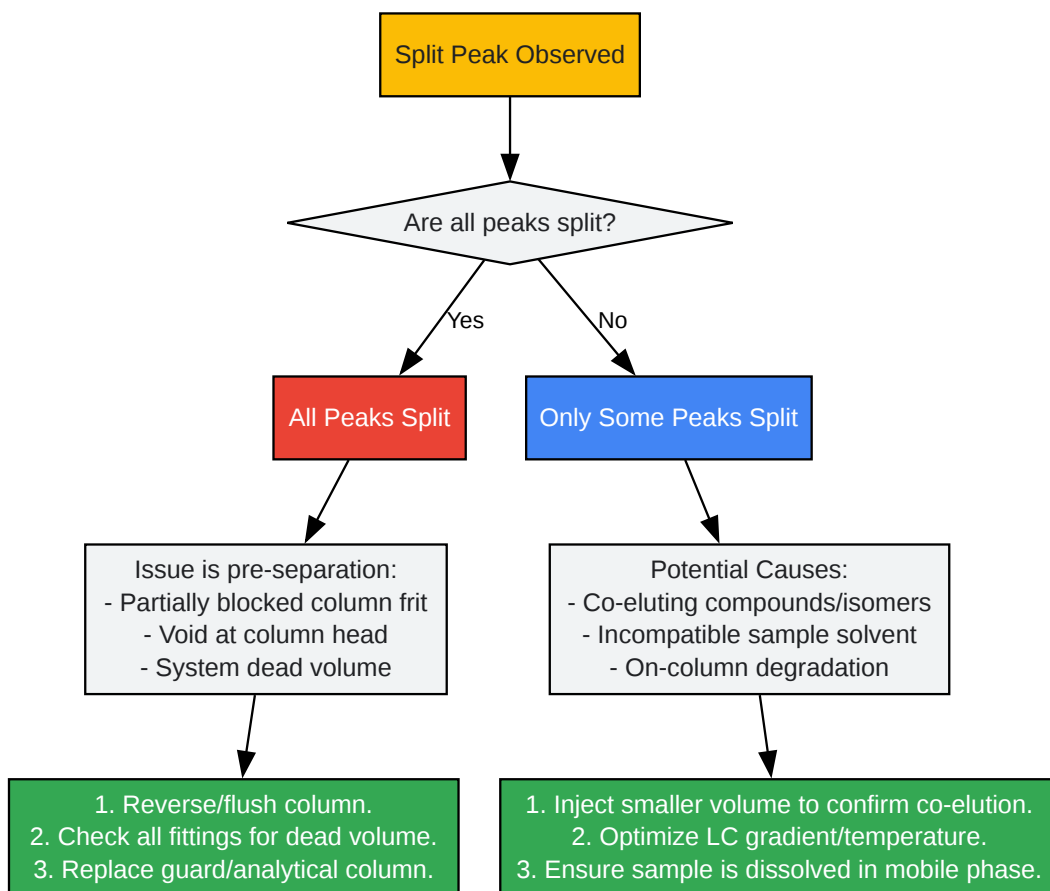 Split Peak Observed
Are all peaks split?
Yes
No
All Peaks Split
Only Some Peaks Split
Issue is pre-separation:
- Partially blocked column frit
- Void at column head
- System dead volume
Potential Causes:
- Co-eluting compounds/isomers
- Incompatible sample solvent
- On-column degradation
1. Reverse/flush column.
2. Check all fittings for dead volume.
3. Replace guard/analytical column.
1. Inject smaller volume to confirm co-elution.
2. Optimize LC gradient/temperature.
3. Ensure sample is dissolved in mobile phase.